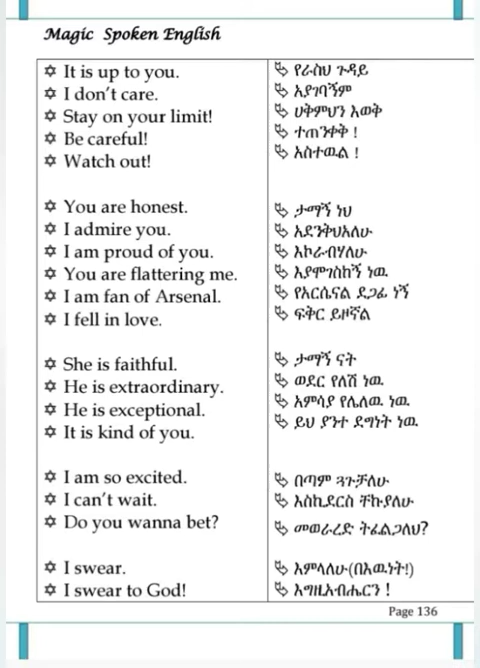 Magic Spoken English
✡ It is up to you. የራስህ ጉዳይ
✡ I don't care. አያገባኝም
✡ Stay on your limit! ሀቅምህን እወቅ
✡ Be careful! ተጠንቀቅ !
✡ Watch out! አስተዉል !
✡ You are honest. ታማኝ ነህ
✡ I admire you. አደንቅህአለሁ
✡ I am proud of you. እኮራብሃለሁ
✡ You are flattering me. እያሞገስከኝ ነዉ.
✡ I am fan of Arsenal. የአርሴናል ደጋፊ ነኝ
✡ I fell in love. ፍቅር ይዞኛል
✡ She is faithful. ታማኝ ናት
✡ He is extraordinary. ወደር የለሽ ነዉ.
✡ He is exceptional. አምሳያ የሌለዉ. ነዉ.
✡ It is kind of you. ይህ ያንተ ደግነት ነዉ.
✡ I am so excited. በጣም ጓጉቻለሁ
✡ I can't wait. እስኪደርስ ቸኩያለሁ
✡ Do you wanna bet? መወራረድ ትፈልጋለህ?
✡ I swear. እምላለሁ(በእዉነት!)
✡ I swear to God! እግዚአብሔርን !
Page 136